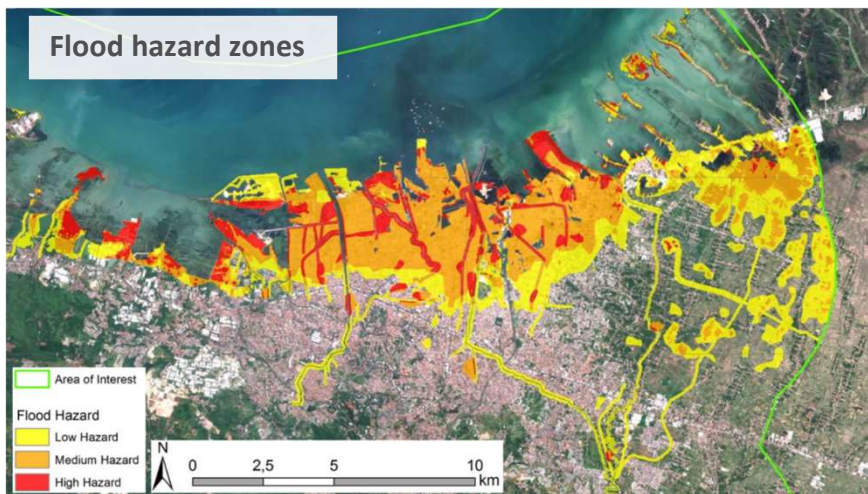 Flood hazard zones
Area of Interest
Flood Hazard
Low Hazard
Medium Hazard
High Hazard
N
0 2,5 5 10
km